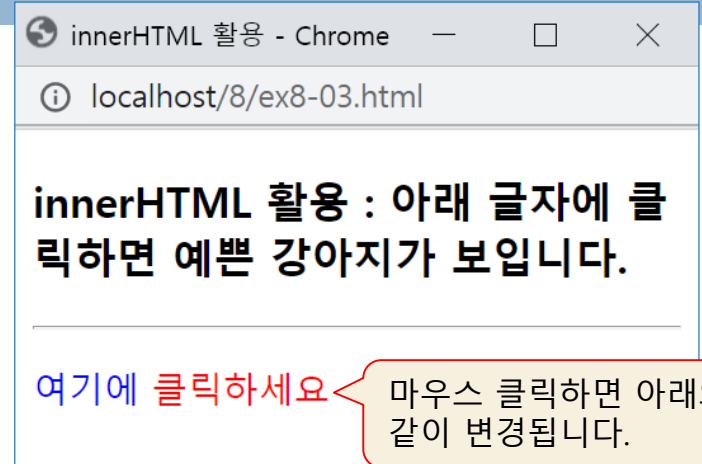 innerHTML 활용 - Chrome
localhost/8/ex8-03.html
innerHTML 활용 : 아래 글자에 클
릭하면 예쁜 강아지가 보입니다.
여기에 클릭하세요
마우스 클릭하면
같이 변경됩니다.